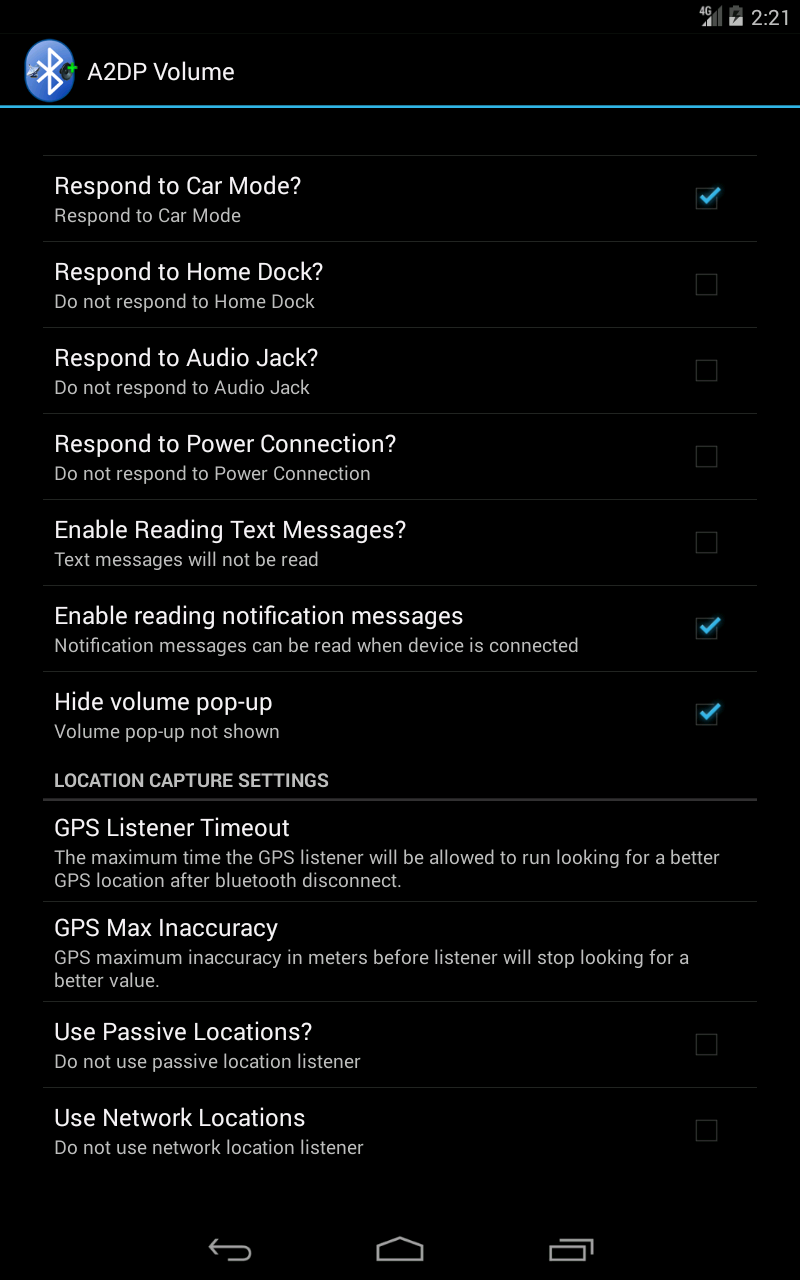 4G 2:21
A2DP Volume
Respond to Car Mode?
Respond to Car Mode
Respond to Home Dock?
Do not respond to Home Dock
Respond to Audio Jack?
Do not respond to Audio Jack
Respond to Power Connection?
Do not respond to Power Connection
Enable Reading Text Messages?
Text messages will not be read
Enable reading notification messages
Notification messages can be read when device is connected
Hide volume pop-up
Volume pop-up not shown
LOCATION CAPTURE SETTINGS
GPS Listener Timeout
The maximum time the GPS listener will be allowed to run looking for a better
GPS location after bluetooth disconnect.
GPS Max Inaccuracy
GPS maximum inaccuracy in meters before listener will stop looking for a
better value.
Use Passive Locations?
Do not use passive location listener
Use Network Locations
Do not use network location listener